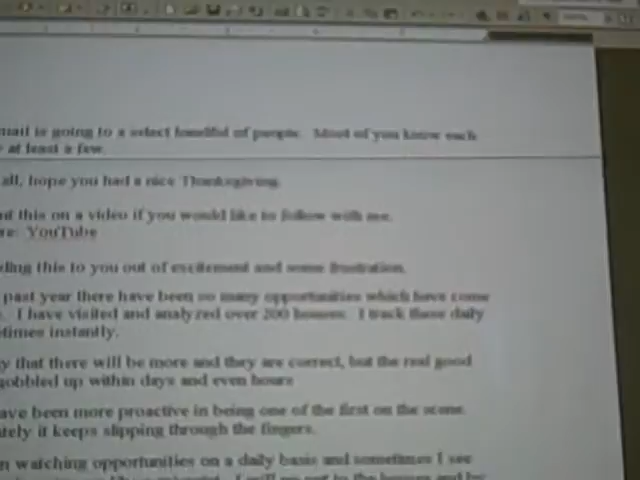 mail is going to a select handful of people. Most of you know each
at least a few.
all, hope you had a nice Thanksgiving.
this on a video if you would like to follow with me.
YouTube
this to you out of excitement and some frustration.
past year there have been so many opportunities which have come
I have visited and analyzed over 200 houses. I track these daily
instantly.
that there will be more and they are correct, but the real good
gobbled up within days and even hours
been more proactive in being one of the first on the scene.
it keeps slipping through the fingers.
watching opportunities on a daily basis and sometimes I see